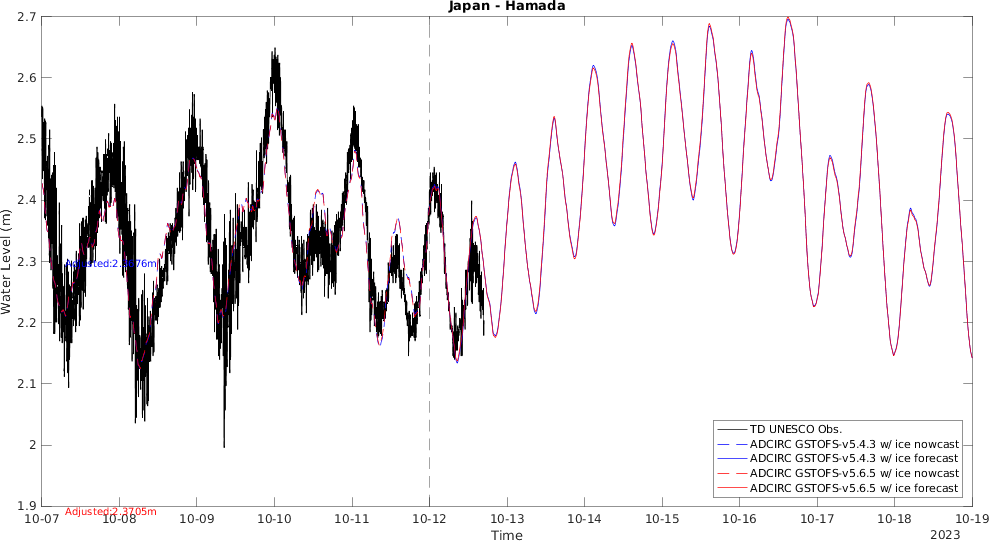 Japan - Hamada
2.7
2.6
2.5
2.4
2.3
2.2
2.1
2
1.9
Water Level (m)
Adjusted:2.3705m
10-07
10-08
10-09
10-10
10-11
10-12
10-13
10-14
10-15
10-16
10-17
10-18
10-19
Time
2023
TD UNESCO Obs.
ADCIRC GSTOFS-v5.4.3 w/ ice nowcast
ADCIRC GSTOFS-v5.4.3 w/ ice forecast
ADCIRC GSTOFS-v5.6.5 w/ ice nowcast
ADCIRC GSTOFS-v5.6.5 w/ ice forecast